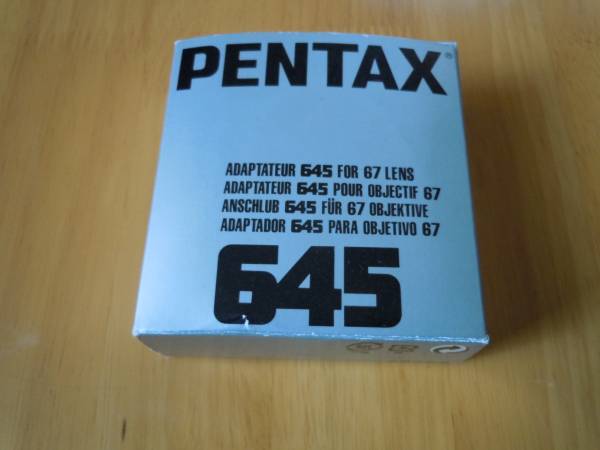 PENTAX®
ADAPTATEUR 645 FOR 67 LENS
ADAPTATEUR 645 POUR OBJECTIF 67
ANSCHLUB 645 FÜR 67 OBJEKTIVE
ADAPTADOR 645 PARA OBJETIVO 67
645